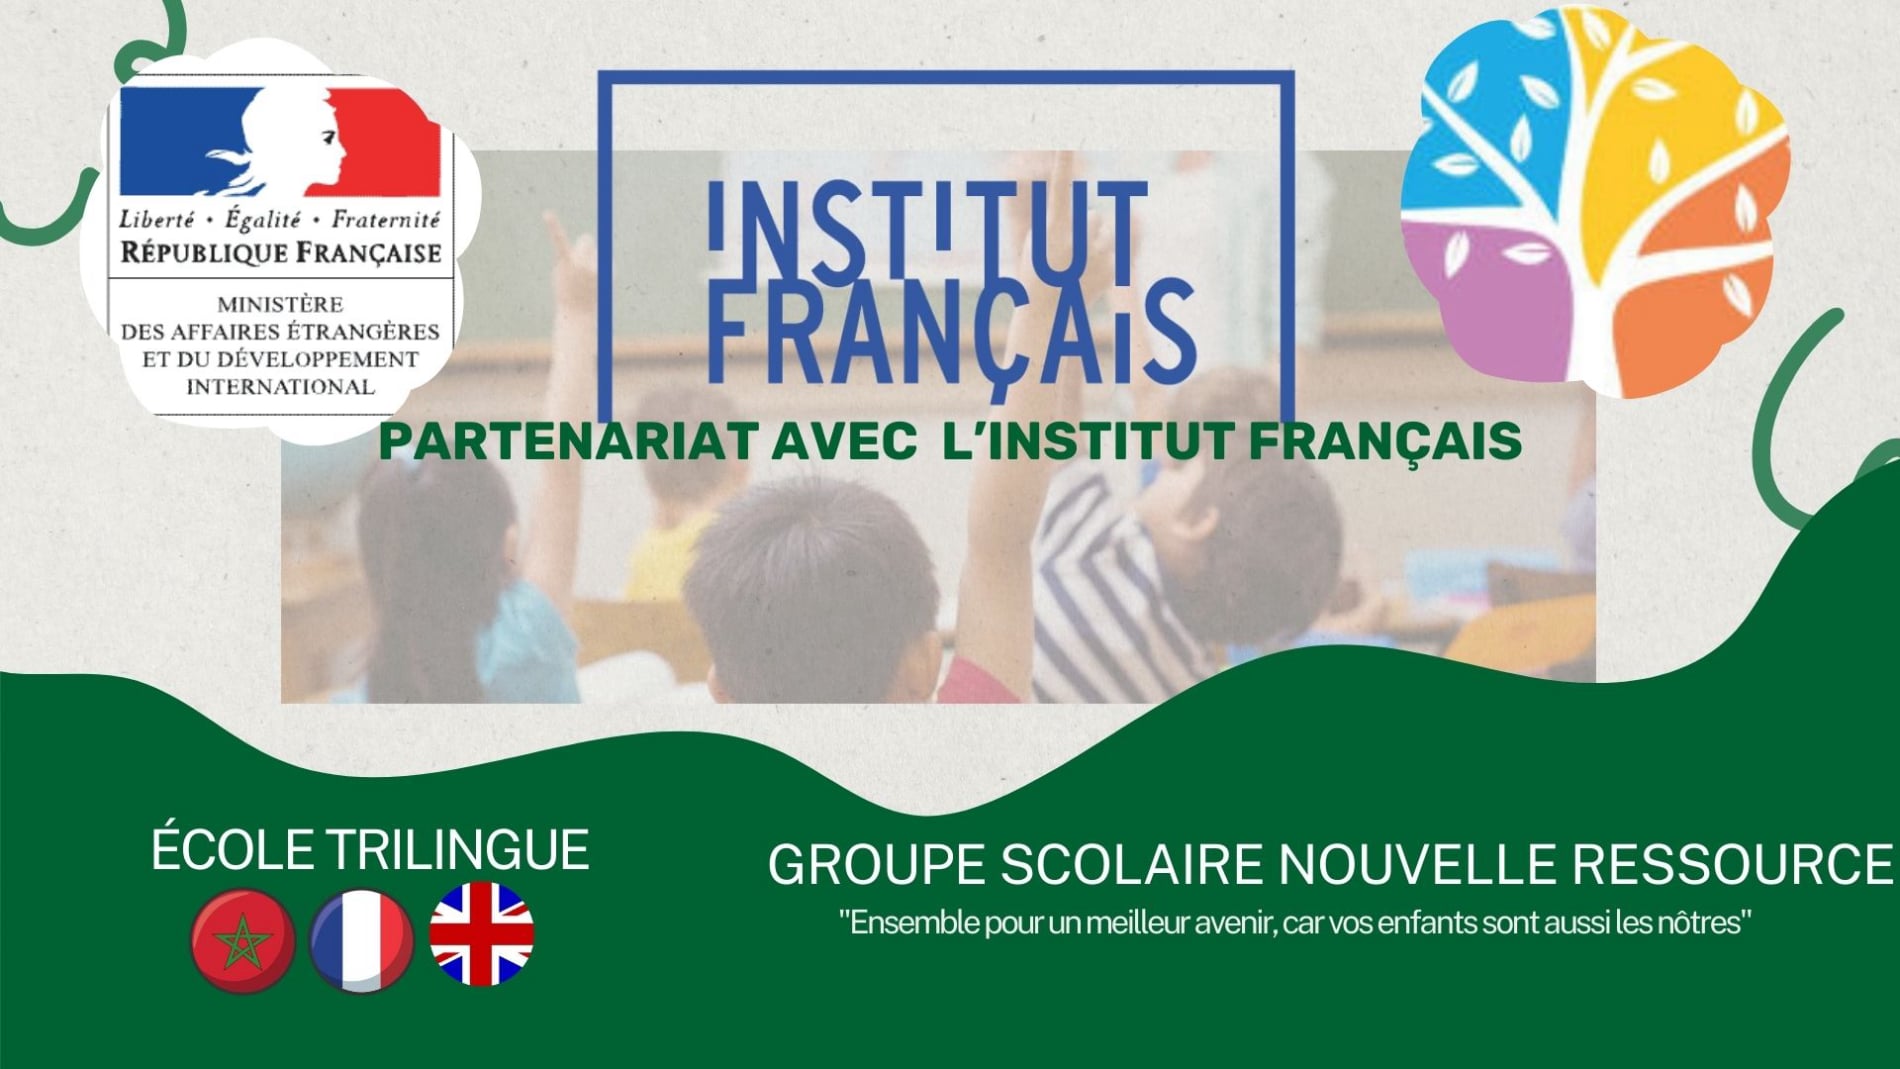 Liberté • Égalité • Fraternité
RÉPUBLIQUE FRANÇAISE
MINISTÈRE
DES AFFAIRES ÉTRANGÈRES
ET DU DÉVELOPPEMENT
INTERNATIONAL
INSTITUT
FRANÇAIS
PARTENARIAT AVEC L'INSTITUT FRANÇAIS
ÉCOLE TRILINGUE
GROUPE SCOLAIRE NOUVELLE RESSOURCE
"Ensemble pour un meilleur avenir, car vos enfants sont aussi les nôtres"